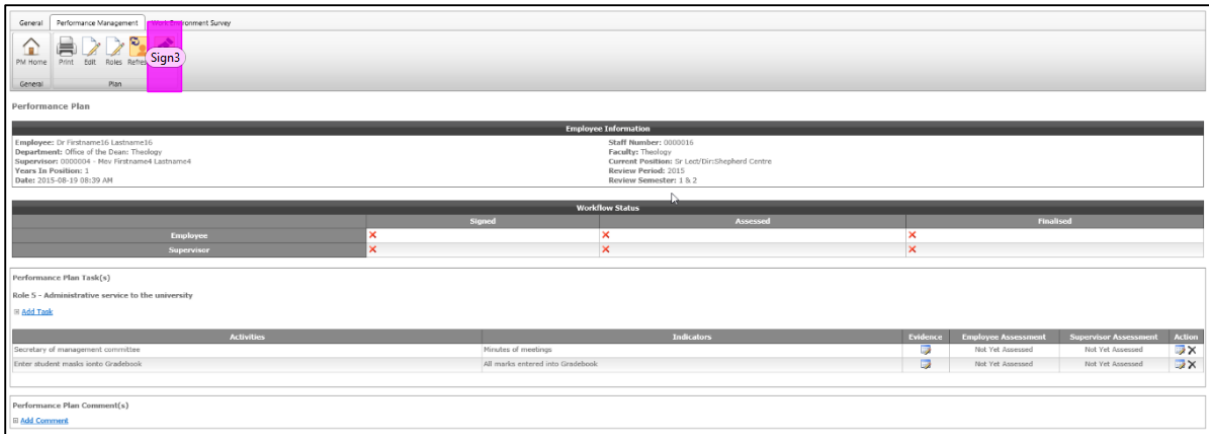 General Performance Management Work Environment Survey
PM Home Print Edit Roles Refresh Sign3
General Plan
Performance Plan
Employee Information
Employee: Dr Firstname16 Lastname16 Staff Number: 0000016
Department: Office of the Dean: Theology Faculty: Theology
Supervisor: 0000004 - Mev Firstname4 Lastname4 Current Position: Sr Lect/Dir:Shepherd Centre
Years In Position: 1 Review Period: 2015
Date: 2015-08-19 08:39 AM Review Semester: 1 & 2
Workflow Status
Signed Assessed Finalised
Employee
Supervisor
Performance Plan Task(s)
Role 5 - Administrative service to the university
Add Task
Activities Indicators Evidence Employee Assessment Supervisor Assessment Action
Secretary of management committee Minutes of meetings Not Yet Assessed Not Yet Assessed
Enter student masks ionto Gradebook All marks entered into Gradebook Not Yet Assessed Not Yet Assessed
Performance Plan Comment(s)
Add Comment